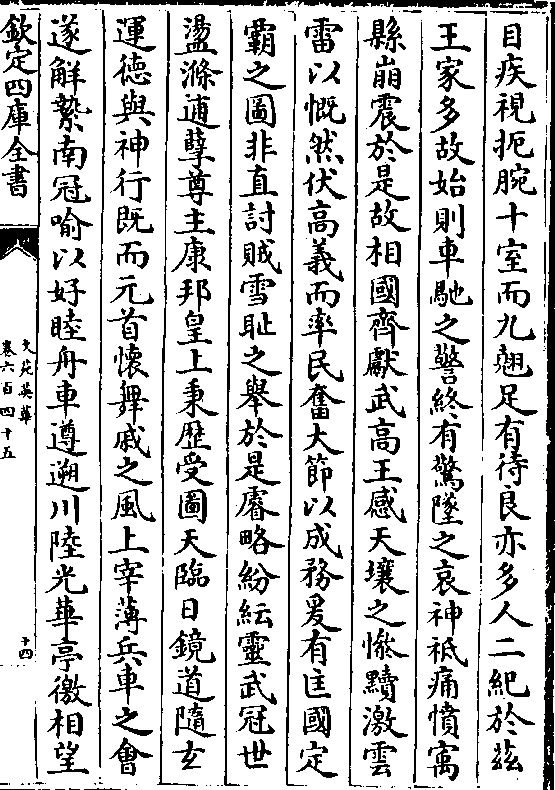 目疾視扼腕十室而九翹足有待良亦多人二紀於茲
王家多故始則車馳之警終有驚墜之哀神祇痛憤寓
縣崩震於是故相國齊獻武高王感天壤之慘黷激雲
雷以慨然伏高義而率民奮大節以成務爰有匡國定
霸之圖非直討賊雪耻之舉於是睿略紛紜靈武冠世
盪滌逋孽尊主康邦皇上秉歴受圖天臨日鏡道隨玄
運徳與神行既而元首懐舞戚之風上宰薄兵車之會
遂解縶南冠喻以好睦舟車遵遡川陸光華亭徼相望
欽定四庫全書
文苑英華
卷六百四十五
十四